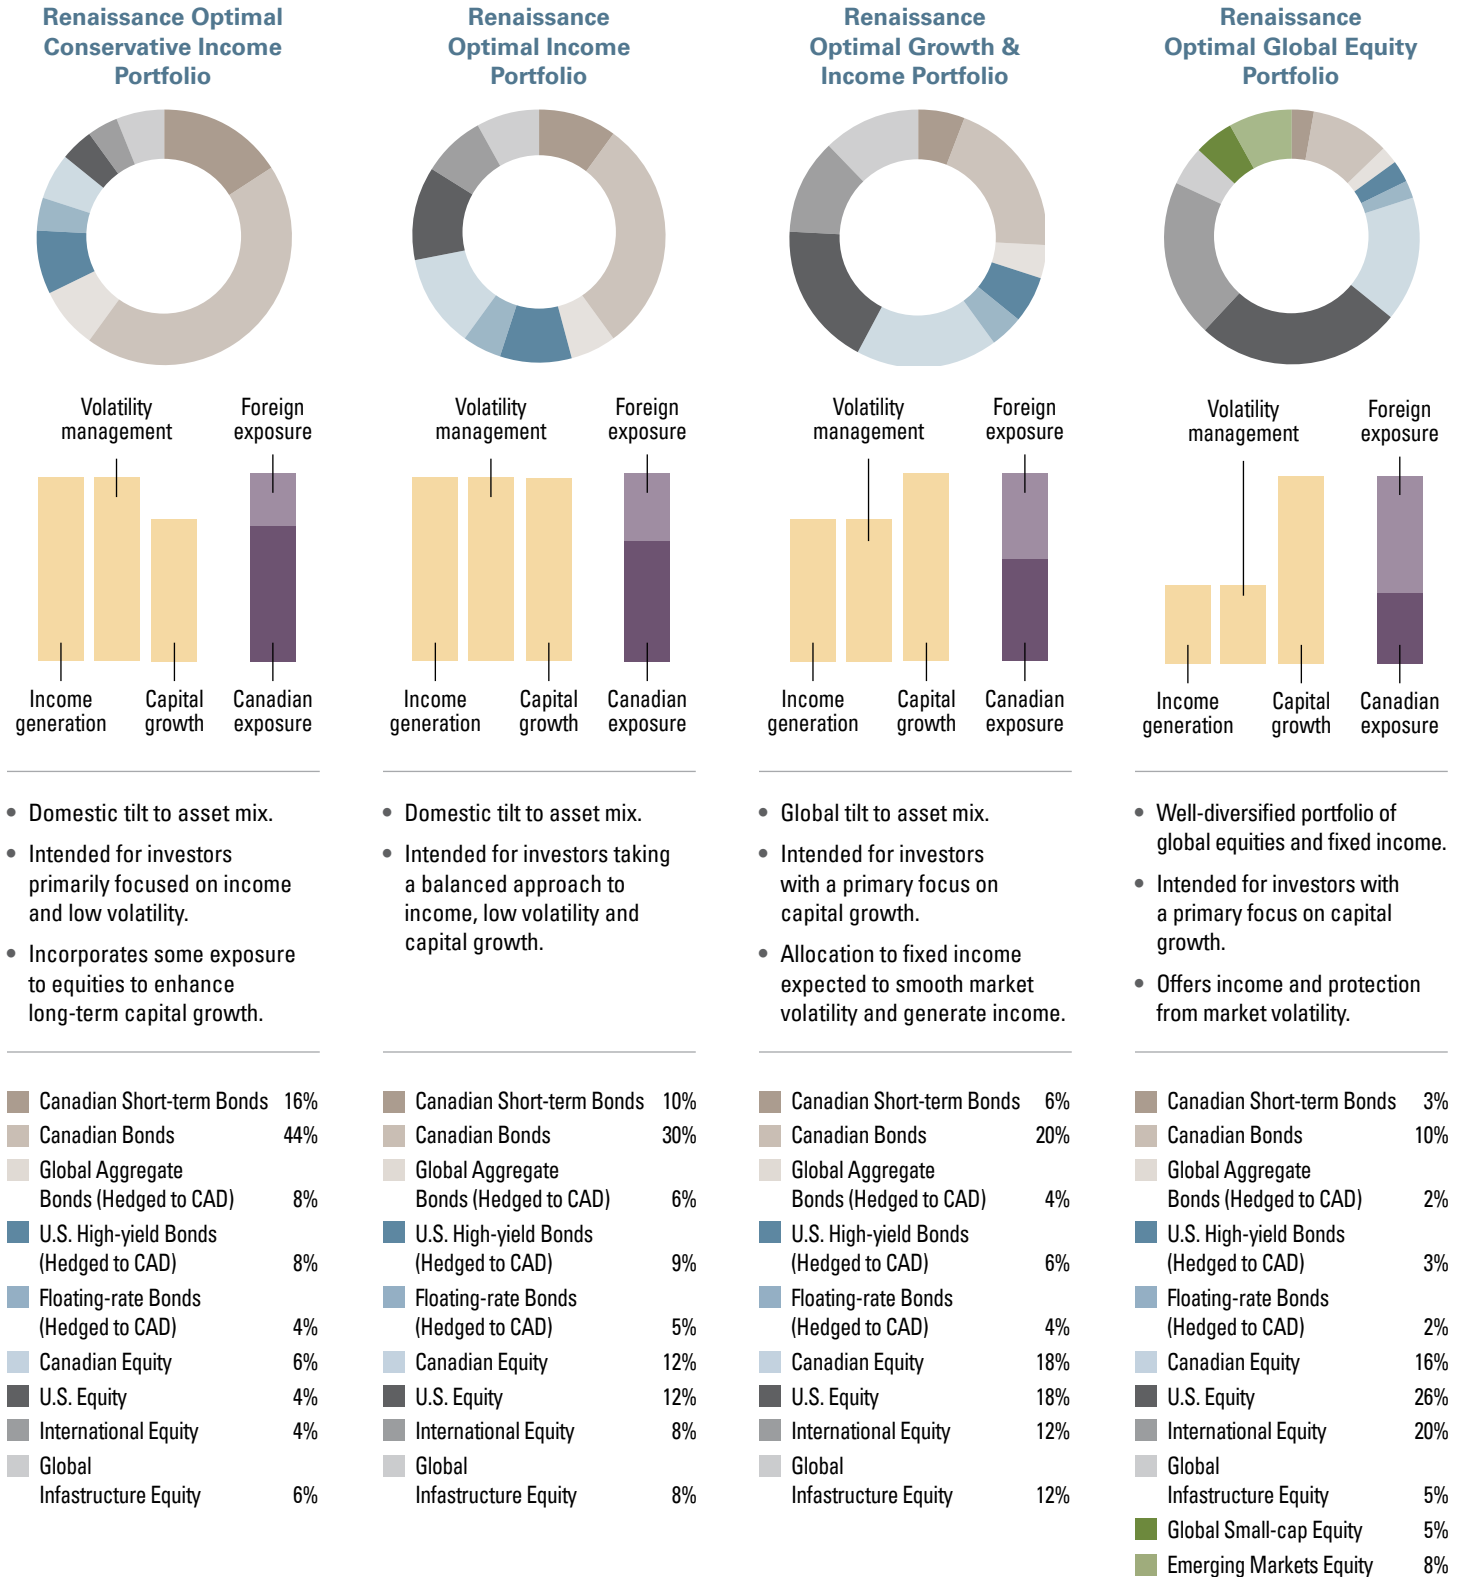 Renaissance Optimal
Conservative Income
Portfolio
Volatility
management
Foreign
exposure
Income
generation
Capital
growth
Canadian
exposure
• Domestic tilt to asset mix.
• Intended for investors
primarily focused on income
and low volatility.
• Incorporates some exposure
to equities to enhance
long-term capital growth.
Canadian Short-term Bonds 16%
Canadian Bonds 44%
Global Aggregate
Bonds (Hedged to CAD) 8%
U.S. High-yield Bonds
(Hedged to CAD) 8%
Floating-rate Bonds
(Hedged to CAD) 4%
Canadian Equity 6%
U.S. Equity 4%
International Equity 4%
Global
Infastructure Equity 6%
Renaissance
Optimal Income
Portfolio
Volatility
management
Foreign
exposure
Income
generation
Capital
growth
Canadian
exposure
• Domestic tilt to asset mix.
• Intended for investors taking
a balanced approach to
income, low volatility and
capital growth.
Canadian Short-term Bonds 10%
Canadian Bonds 30%
Global Aggregate
Bonds (Hedged to CAD) 6%
U.S. High-yield Bonds
(Hedged to CAD) 9%
Floating-rate Bonds
(Hedged to CAD) 5%
Canadian Equity 12%
U.S. Equity 12%
International Equity 8%
Global
Infastructure Equity 8%
Renaissance
Optimal Growth &
Income Portfolio
Volatility
management
Foreign
exposure
Income
generation
Capital
growth
Canadian
exposure
• Global tilt to asset mix.
• Intended for investors
with a primary focus on
capital growth.
• Allocation to fixed income
expected to smooth market
volatility and generate income.
Canadian Short-term Bonds 6%
Canadian Bonds 20%
Global Aggregate
Bonds (Hedged to CAD) 4%
U.S. High-yield Bonds
(Hedged to CAD) 6%
Floating-rate Bonds
(Hedged to CAD) 4%
Canadian Equity 18%
U.S. Equity 18%
International Equity 12%
Global
Infastructure Equity 12%
Renaissance
Optimal Global Equity
Portfolio
Volatility
management
Foreign
exposure
Income
generation
Capital
growth
Canadian
exposure
• Well-diversified portfolio of
global equities and fixed income.
• Intended for investors with
a primary focus on capital
growth.
• Offers income and protection
from market volatility.
Canadian Short-term Bonds 3%
Canadian Bonds 10%
Global Aggregate
Bonds (Hedged to CAD) 2%
U.S. High-yield Bonds
(Hedged to CAD) 3%
Floating-rate Bonds
(Hedged to CAD) 2%
Canadian Equity 16%
U.S. Equity 26%
International Equity 20%
Global
Infastructure Equity 5%
Global Small-cap Equity 5%
Emerging Markets Equity 8%